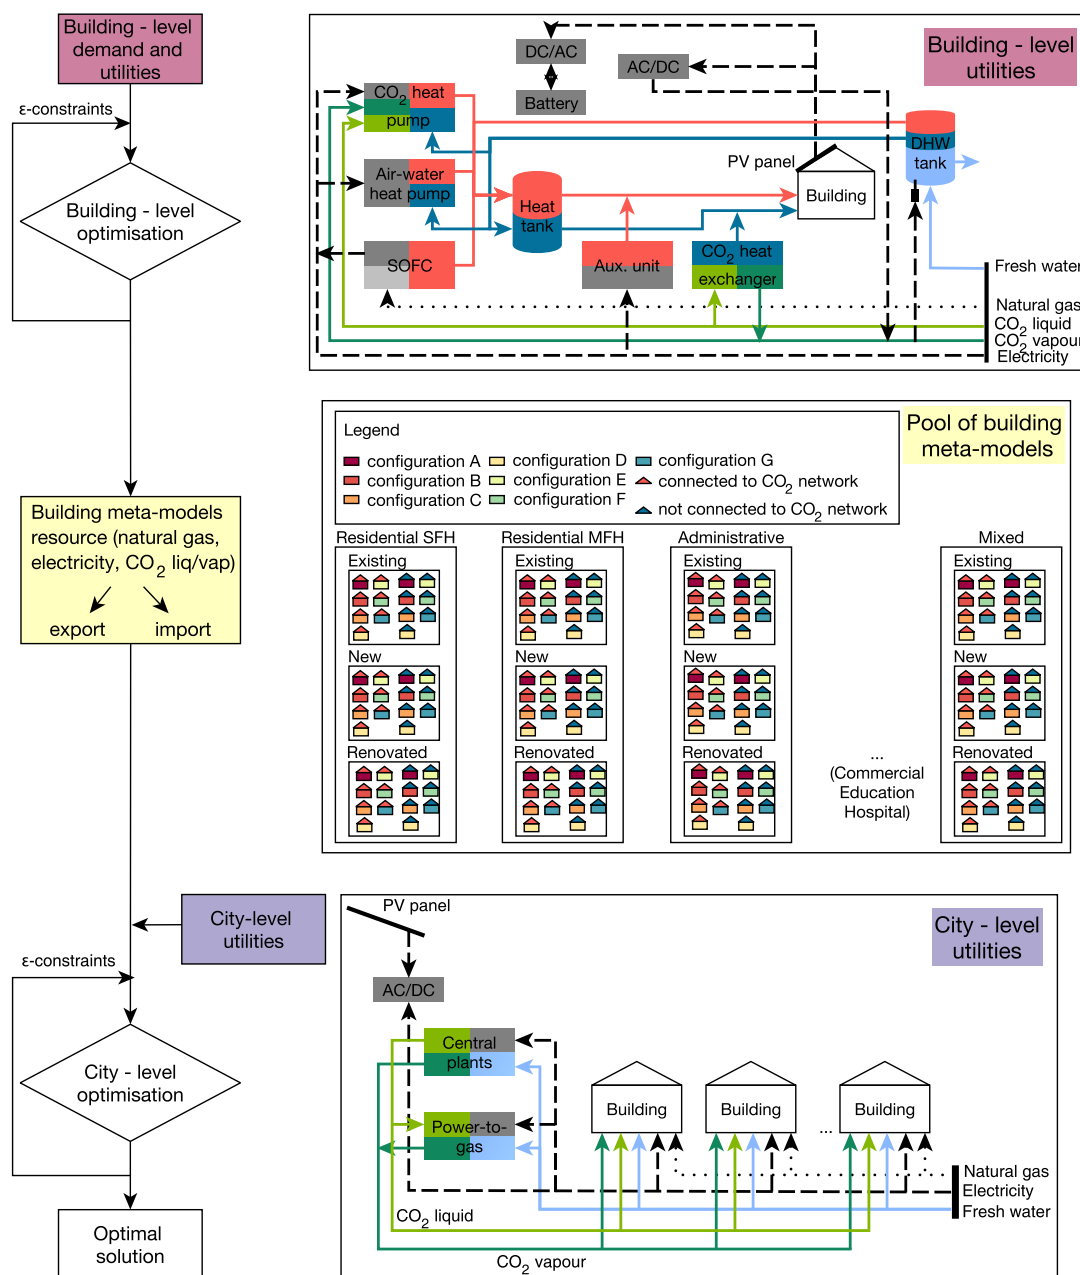 Building - level
demand and
utilities
ε-constraints
Building - level
optimisation
Building meta-models
resource (natural gas,
electricity, CO2 liq/vap)
export import
City-level
utilities
ε-constraints
City - level
optimisation
Optimal
solution
Building - level
utilities
DC/AC
AC/DC
Battery
CO2 heat
pump
PV panel
DHW
tank
Air-water
heat pump
Heat
tank
Building
SOFC
Aux. unit
CO2 heat
exchanger
Fresh water
Natural gas
CO2 liquid
CO2 vapour
Electricity
Pool of building
meta-models
Legend
configuration A configuration D configuration G
configuration B configuration E connected to CO2 network
configuration C configuration F not connected to CO2 network
Residential SFH Residential MFH Administrative Mixed
Existing Existing Existing Existing
New New New New
Renovated Renovated Renovated Renovated
...
(Commercial
Education
Hospital)
City - level
utilities
PV panel
AC/DC
Central
plants
Power-to-
gas
Building Building ... Building
Natural gas
Electricity
Fresh water
CO2 liquid
CO2 vapour